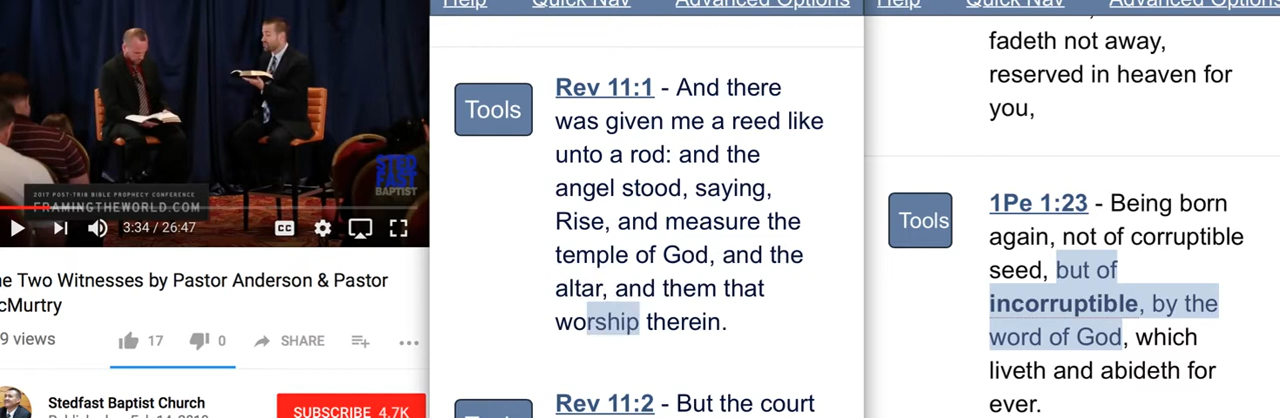 STED
FAST
BAPTIST
2017 POST-TRIB BIBLE PROPHECY CONFERENCE
FRAMINGTHEWORLD.COM
3:34 / 26:47
CC
e Two Witnesses by Pastor Anderson & Pastor
cMurtry
9 views
17
0
SHARE
Stedfast Baptist Church
SUBSCRIBE 4.7K
Help Quick Nav Advanced Options
Tools
Rev 11:1 - And there
was given me a reed like
unto a rod: and the
angel stood, saying,
Rise, and measure the
temple of God, and the
altar, and them that
worship therein.
Rev 11:2 - But the court
Help Quick Nav Advanced Options
fadeth not away,
reserved in heaven for
you,
Tools
1Pe 1:23 - Being born
again, not of corruptible
seed, but of
incorruptible, by the
word of God, which
liveth and abideth for
ever.